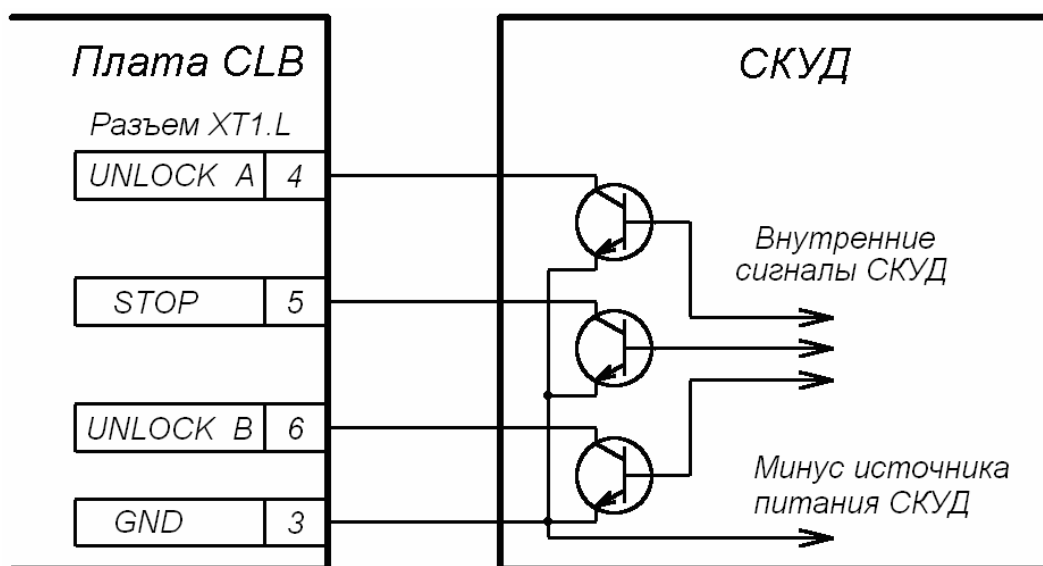 Плата CLB
СКУД
Разъем XT1.L
UNLOCK A 4
STOP 5
UNLOCK B 6
GND 3
Внутренние
сигналы СКУД
Минус источника
питания СКУД